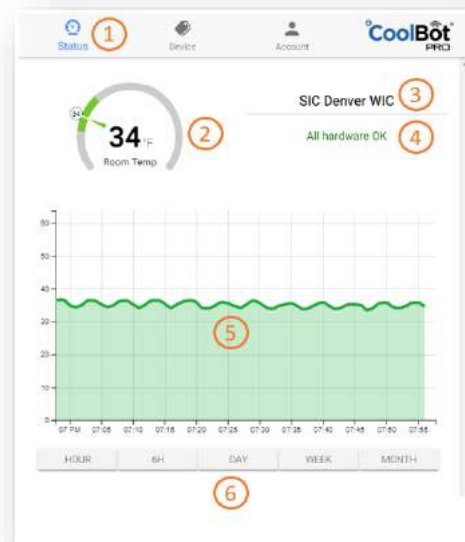 Status
1
Device
Account
CoolBot
PRO
34
34 °F
Room Temp
2
SIC Denver WIC
3
All hardware OK
4
60
50
40
30
20
10
0
5
07 PM 07:05 07:10 07:15 07:20 07:25 07:30 07:35 07:40 07:45 07:50 07:55
HOUR 6H DAY WEEK MONTH
6